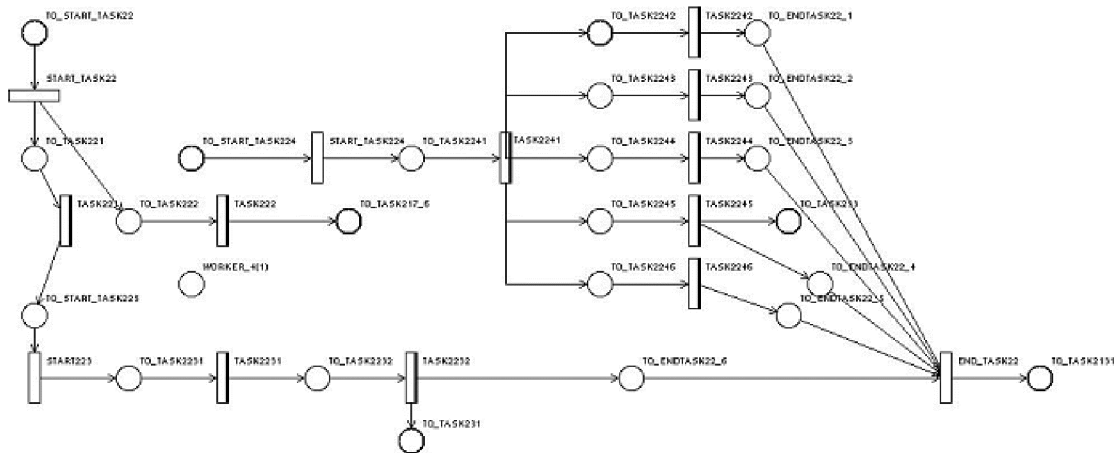 TO_START_TASK22
TO_TASK2242
TASK2242
TO_ENDTASK22_1
START_TASK22
TO_TASK2243
TASK2243
TO_ENDTASK22_2
TO_TASK221
TO_START_TASK224
START_TASK224
TO_TASK2241
TASK2241
TO_TASK2244
TASK2244
TO_ENDTASK22_3
TASK221
TO_TASK222
TASK222
TO_TASK217_6
TO_TASK2245
TASK2245
WORKER_4(1)
TO_TASK2246
TASK2246
TO_ENDTASK22_4
TO_START_TASK223
TO_ENDTASK22_5
START223
TO_TASK2231
TASK2231
TO_TASK2232
TASK2232
TO_ENDTASK22_6
END_TASK22
TO_TASK2131
TO_TASK231